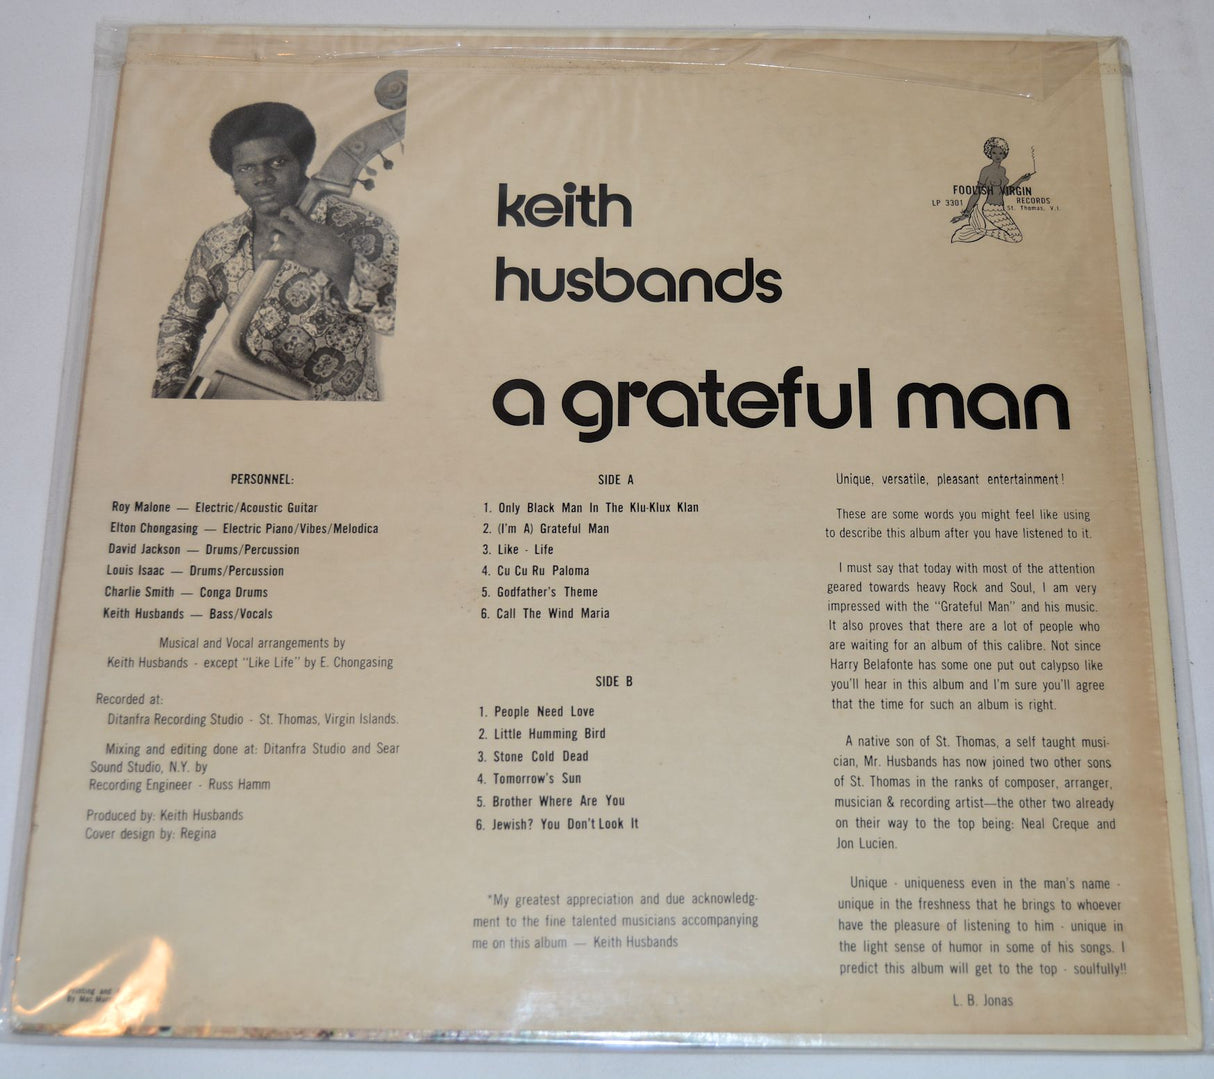 keith
husbands
a grateful man
FOOLISH VIRGIN
LP 3301 RECORDS
St. Thomas, V.I.
PERSONNEL:
Roy Malone — Electric/Acoustic Guitar
Elton Chongasing — Electric Piano/Vibes/Melodica
David Jackson — Drums/Percussion
Louis Isaac — Drums/Percussion
Charlie Smith — Conga Drums
Keith Husbands — Bass/Vocals
Musical and Vocal arrangements by
Keith Husbands - except "Like Life" by E. Chongasing
Recorded at:
Ditanfra Recording Studio - St. Thomas, Virgin Islands.
Mixing and editing done at: Ditanfra Studio and Sear
Sound Studio, N.Y. by
Recording Engineer - Russ Hamm
Produced by: Keith Husbands
Cover design by: Regina
Printing and
By Mac
SIDE A
1. Only Black Man In The Klu-Klux Klan
2. (I'm A) Grateful Man
3. Like - Life
4. Cu Cu Ru Paloma
5. Godfather's Theme
6. Call The Wind Maria
SIDE B
1. People Need Love
2. Little Humming Bird
3. Stone Cold Dead
4. Tomorrow's Sun
5. Brother Where Are You
6. Jewish? You Don't Look It
"My greatest appreciation and due acknowledg-
ment to the fine talented musicians accompanying
me on this album — Keith Husbands
Unique, versatile, pleasant entertainment!
These are some words you might feel like using
to describe this album after you have listened to it.
I must say that today with most of the attention
geared towards heavy Rock and Soul, I am very
impressed with the "Grateful Man" and his music.
It also proves that there are a lot of people who
are waiting for an album of this calibre. Not since
Harry Belafonte has some one put out calypso like
you'll hear in this album and I'm sure you'll agree
that the time for such an album is right.
A native son of St. Thomas, a self taught musi-
cian, Mr. Husbands has now joined two other sons
of St. Thomas in the ranks of composer, arranger,
musician & recording artist—the other two already
on their way to the top being: Neal Creque and
Jon Lucien.
Unique - uniqueness even in the man's name -
unique in the freshness that he brings to whoever
have the pleasure of listening to him - unique in
the light sense of humor in some of his songs. I
predict this album will get to the top - soulfully!!
L. B. Jonas